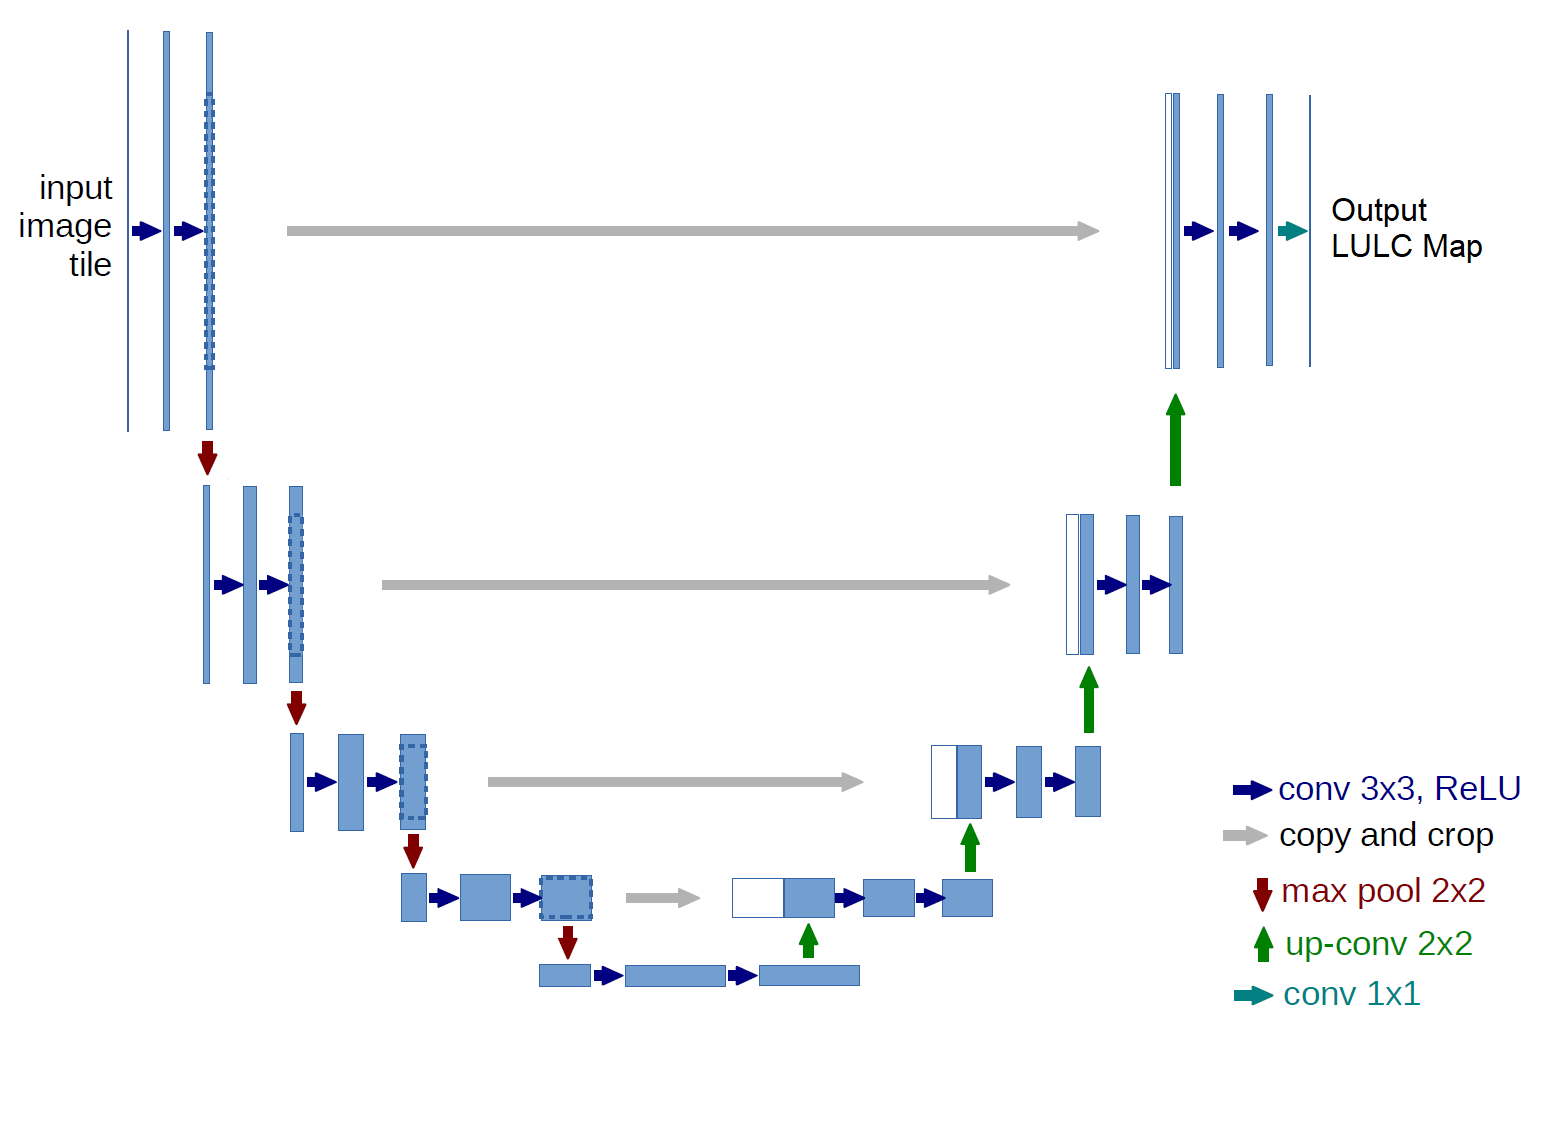 input
image
tile
Output
LULC Map
conv 3x3, ReLU
copy and crop
max pool 2x2
up-conv 2x2
conv 1x1